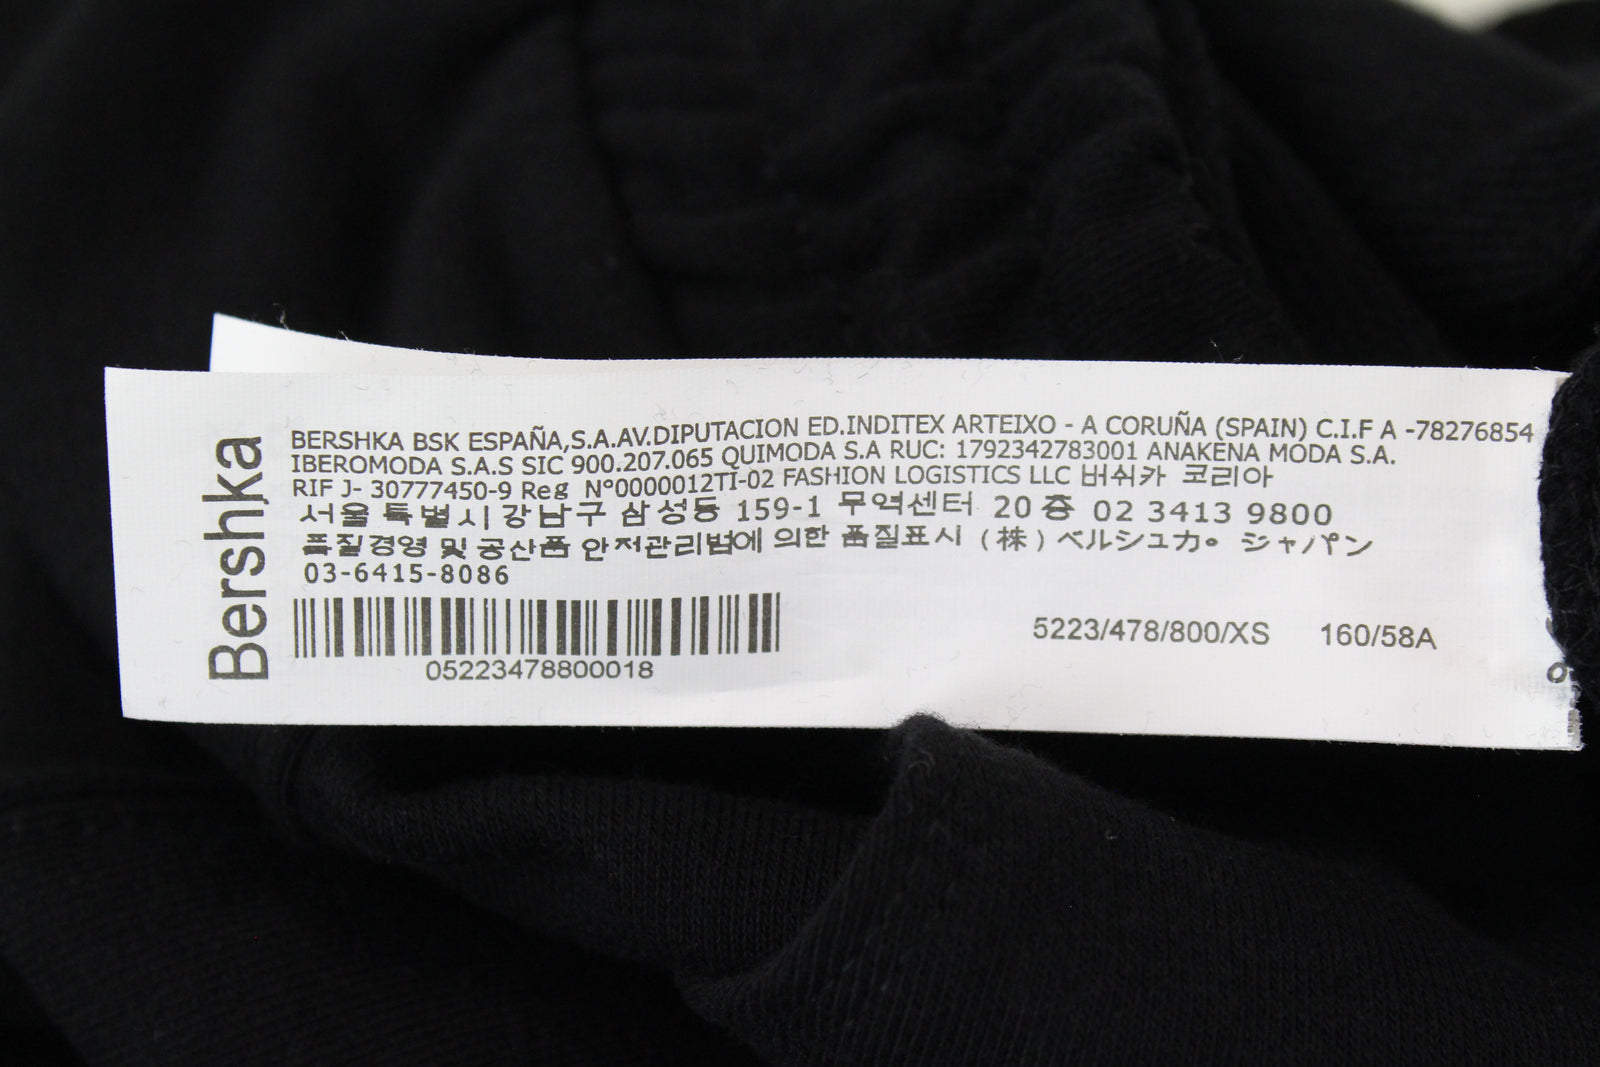 Bershka
BERSHKA BSK ESPAÑA,S.A.AV.DIPUTACION ED.INDITEX ARTEIXO - A CORUÑA (SPAIN) C.I.F A -78276854
IBEROMODA S.A.S SIC 900.207.065 QUIMODA S.A RUC: 1792342783001 ANAKENA MODA S.A.
RIF J- 30777450-9 Reg N°0000012TI-02 FASHION LOGISTICS LLC 버쉬카 코리아
서울 특별시 강남구 삼성동 159-1 무역센터 20 층 02 3413 9800
품질경영 및 공산품 안저관리법에 의한 품질표시 (株) ベルシュカ。ジャパン
03-6415-8086
05223478800018
5223/478/800/XS 160/58A